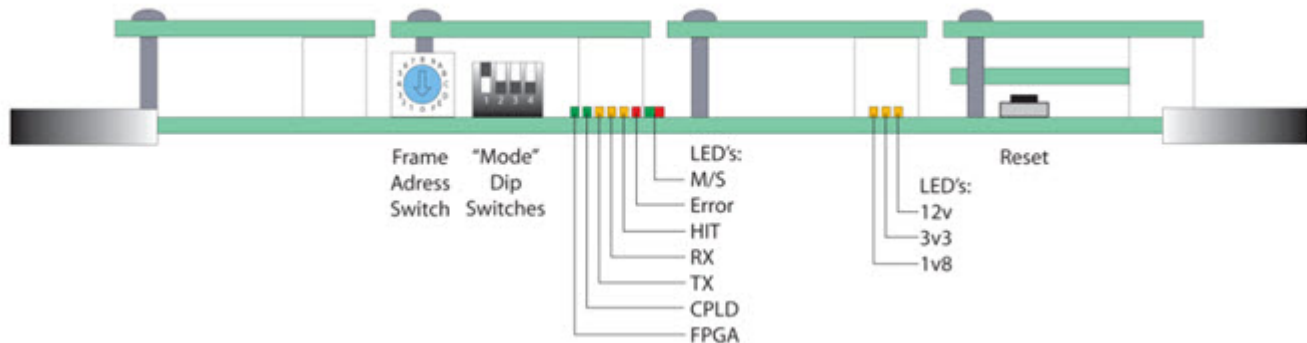 1 2 3 4
Frame
Adress
Switch
"Mode"
Dip
Switches
LED's:
M/S
Error
HIT
RX
TX
CPLD
FPGA
LED's:
12v
3v3
1v8
Reset